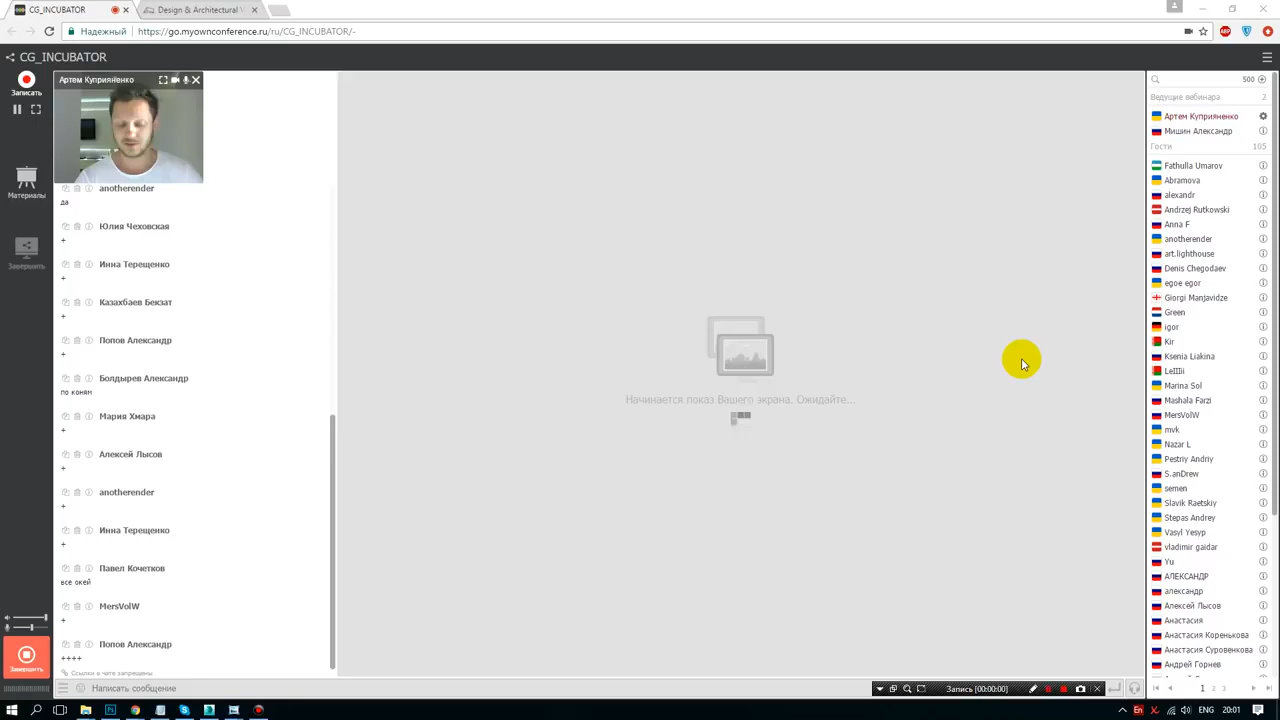 CG_INCUBATOR
Design & Architectural V
Надежный
https://go.myownconference.ru/ru/CG_INCUBATOR/-
CG_INCUBATOR
Записать
Материалы
Завершить
Завершить
Артем Куприяненко
anotherender
да
Юлия Чеховская
+
Инна Терещенко
+
Казахбаев Бекзат
+
Попов Александр
+
Болдырев Александр
по коням
Мария Хмара
+
Алексей Лысов
+
anotherender
+
Инна Терещенко
+
Павел Кочетков
все окей
MersVolW
+
Попов Александр
++++
Ссылки в чате запрещены
Написать сообщение
Начинается показ Вашего экрана. Ожидайте...
Запись [00:00:00]
500
Ведущие вебинара 2
Артем Куприяненко
Мишин Александр
Гости 105
Fathulla Umarov
Abramova
alexandr
Andrzej Rutkowski
Anna F
anotherender
art.lighthouse
Denis Chegodaev
egoe egor
Giorgi Manjavidze
Green
igor
Kir
Ksenia Liakina
LeIIIii
Marina Sol
Mashala Farzi
MersVolW
mvk
Nazar L
Pestriy Andriy
S.anDrew
semen
Slavik Raetskiy
Stepas Andrey
Vasyl Yesyp
vladimir gaidar
Yu
АЛЕКСАНДР
александр
Алексей Лысов
Анастасия
Анастасия Коренькова
Анастасия Суровенкова
Андрей Горнев
1 2 3
ENG 20:01